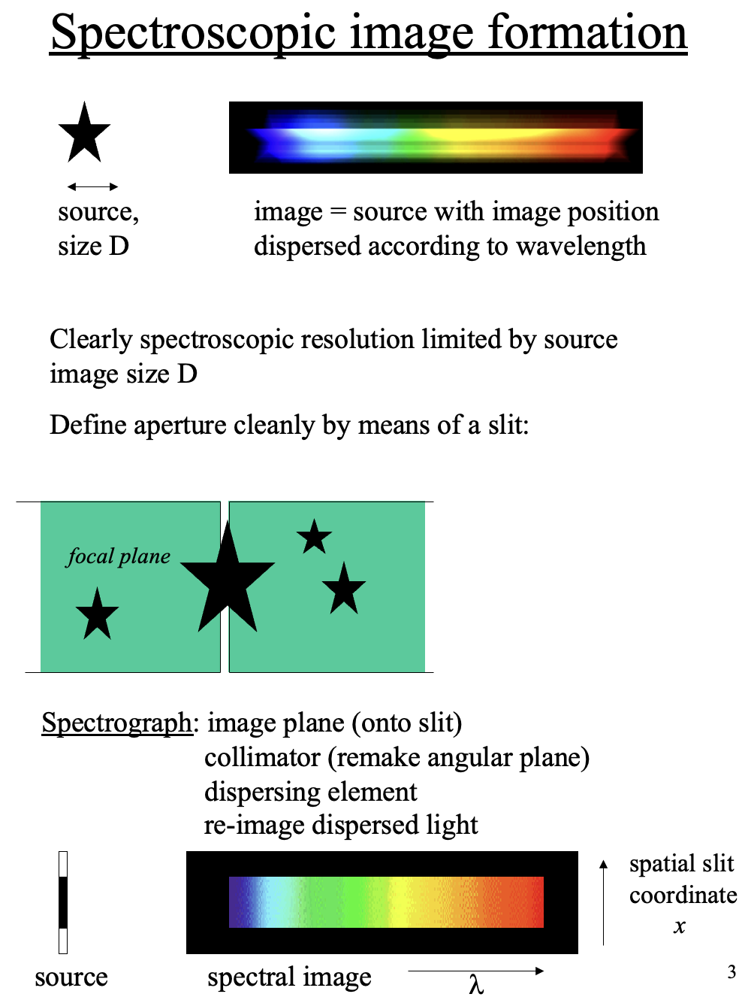 Spectroscopic image formation
source,
size D
image = source with image position
dispersed according to wavelength
Clearly spectroscopic resolution limited by source
image size D
Define aperture cleanly by means of a slit:
focal plane
Spectrograph: image plane (onto slit)
collimator (remake angular plane)
dispersing element
re-image dispersed light
spatial slit
coordinate
x
source
spectral image
λ
3